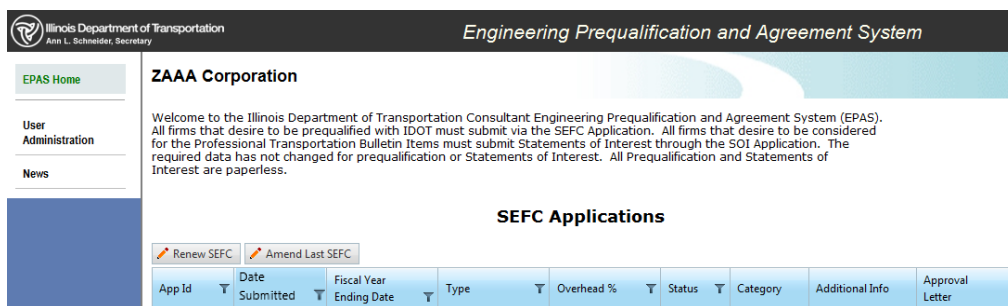 Illinois Department of Transportation
Ann L. Schneider, Secretary
Engineering Prequalification and Agreement System
EPAS Home
User
Administration
News
ZAAA Corporation
Welcome to the Illinois Department of Transportation Consultant Engineering Prequalification and Agreement System (EPAS).
All firms that desire to be prequalified with IDOT must submit via the SEFC Application.  All firms that desire to be considered
for the Professional Transportation Bulletin Items must submit Statements of Interest through the SOI Application.  The
required data has not changed for prequalification or Statements of Interest.  All Prequalification and Statements of
Interest are paperless.
SEFC Applications
Renew SEFC
Amend Last SEFC
App Id
Date
Submitted
Fiscal Year
Ending Date
Type
Overhead %
Status
Category
Additional Info
Approval
Letter